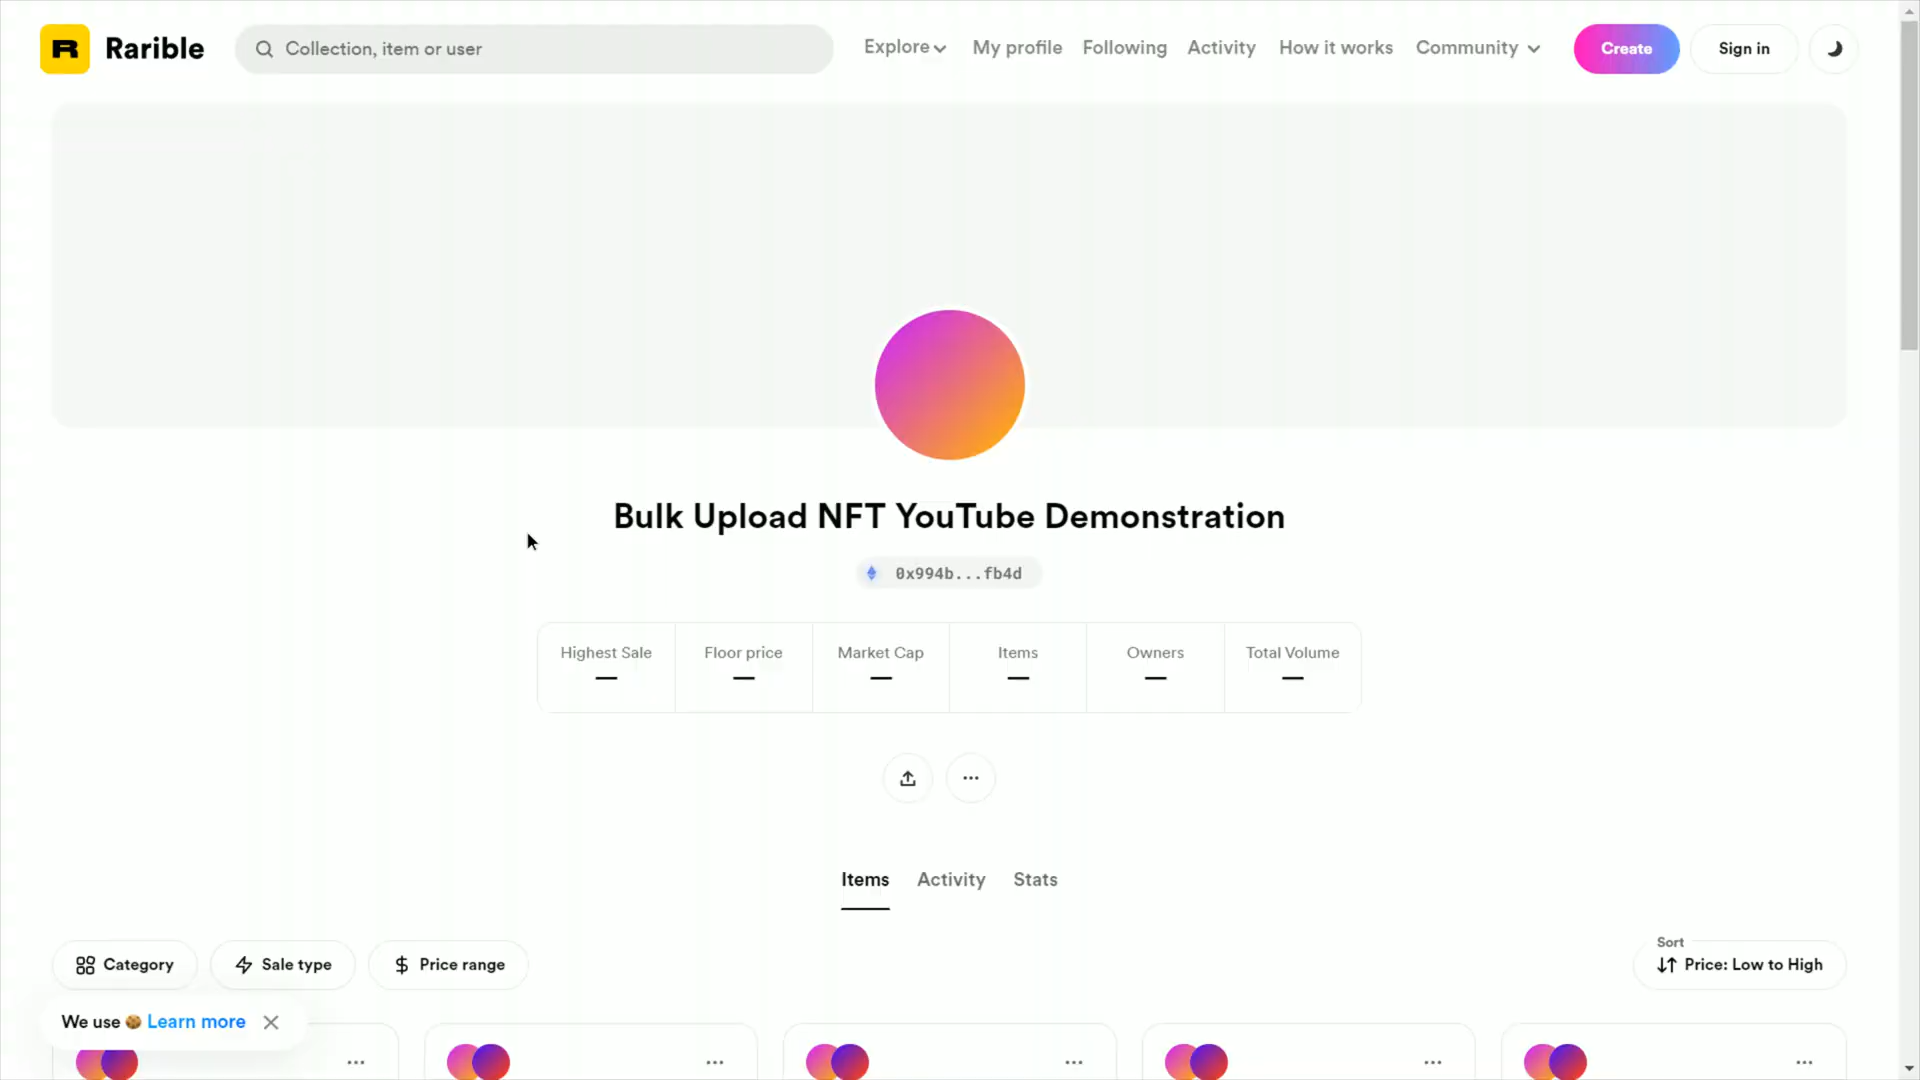 R Rarible Collection, item or user Explore My profile Following Activity How it works Community Create Sign in
Bulk Upload NFT YouTube Demonstration
0x994b...fb4d
Highest Sale Floor price Market Cap Items Owners Total Volume
— — — — — —
Items Activity Stats
Category Sale type $ Price range
Sort
Price: Low to High
We use 🍪 Learn more